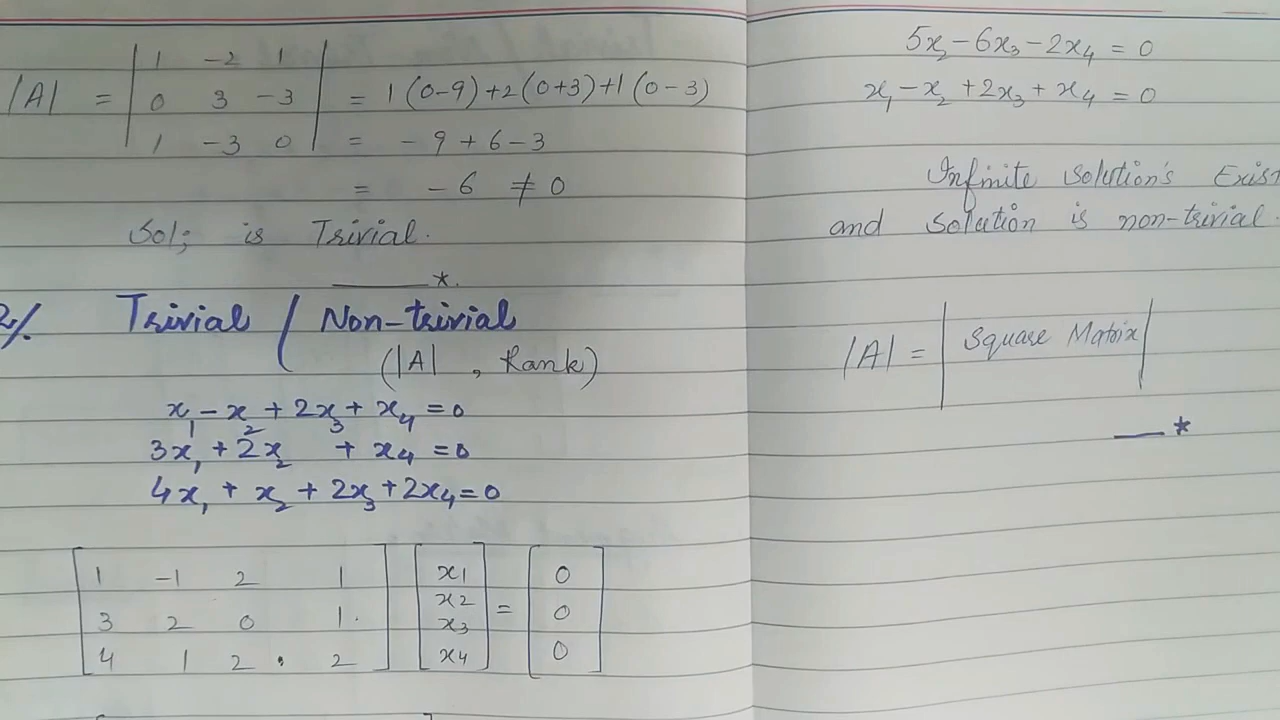 |A| = | 1 -2 1 |
| 0 3 -3 | = 1(0-9)+2(0+3)+1(0-3)
| 1 -3 0 | = -9+6-3
= -6 ≠ 0
Sol; is Trivial.
*.
2/. Trivial / Non-trivial
(|A| , Rank)
x₁ - x₂ + 2x₃ + x₄ = 0
3x₁ + 2x₂ + x₄ = 0
4x₁ + x₂ + 2x₃ + 2x₄ = 0
[ 1 -1 2 1 ] [ x1 ] = [ 0 ]
[ 3 2 0 1. ] [ x2 x3 ] [ 0 ]
[ 4 1 2 . 2 ] [ x4 ] [ 0 ]
5x₂ - 6x₃ - 2x₄ = 0
x₁ - x₂ + 2x₃ + x₄ = 0
Infinite solution's Exist
and solution is non-trivial.
|A| = | Square Matrix |
*